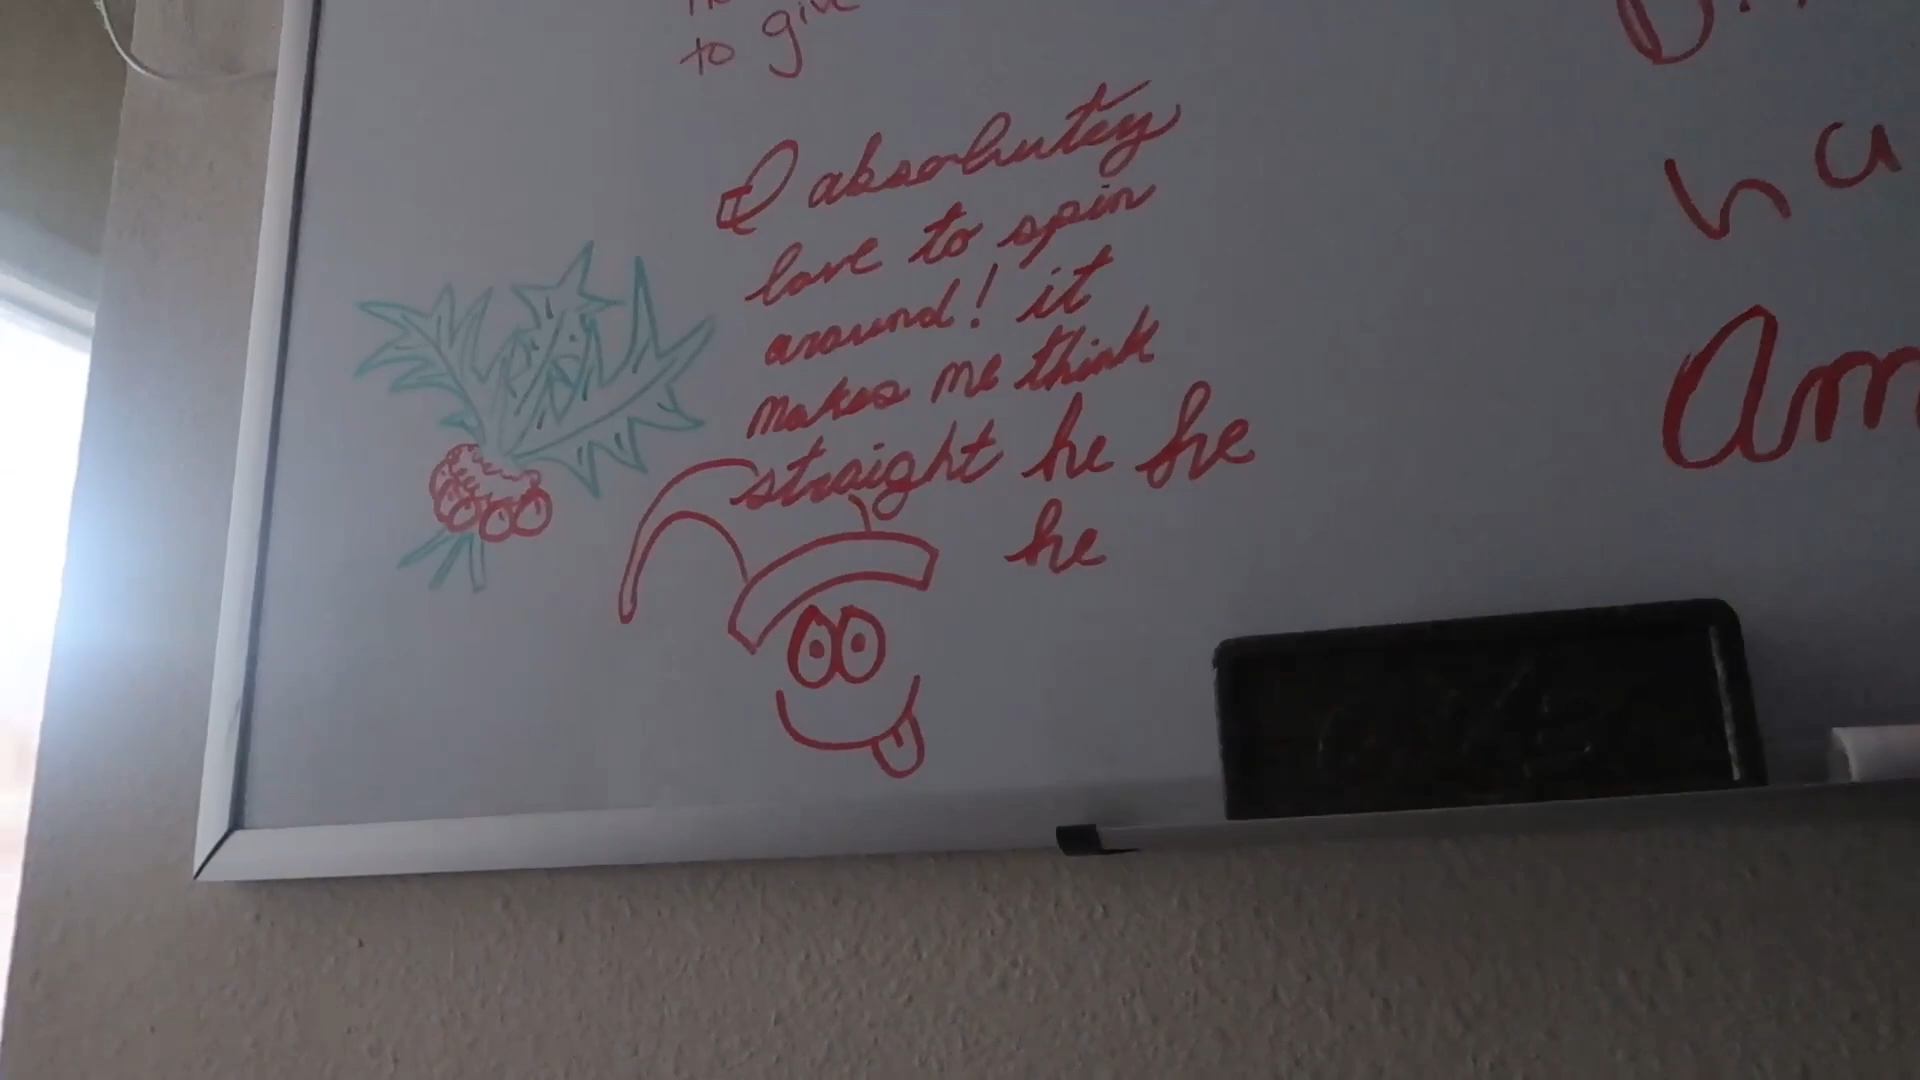 to give
I absolutey
love to spin
around! it
makes me think
straight he he
he